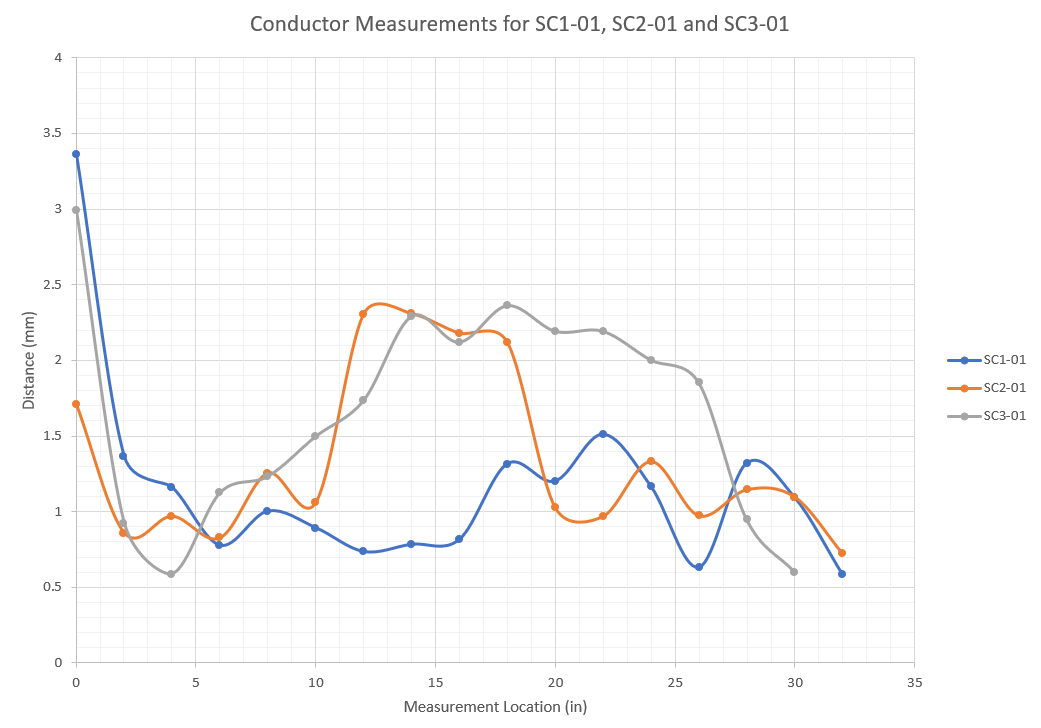 Conductor Measurements for SC1-01, SC2-01 and SC3-01
4
3.5
3
2.5
2
1.5
1
0.5
0
Distance (mm)
0 5 10 15 20 25 30 35
Measurement Location (in)
SC1-01
SC2-01
SC3-01